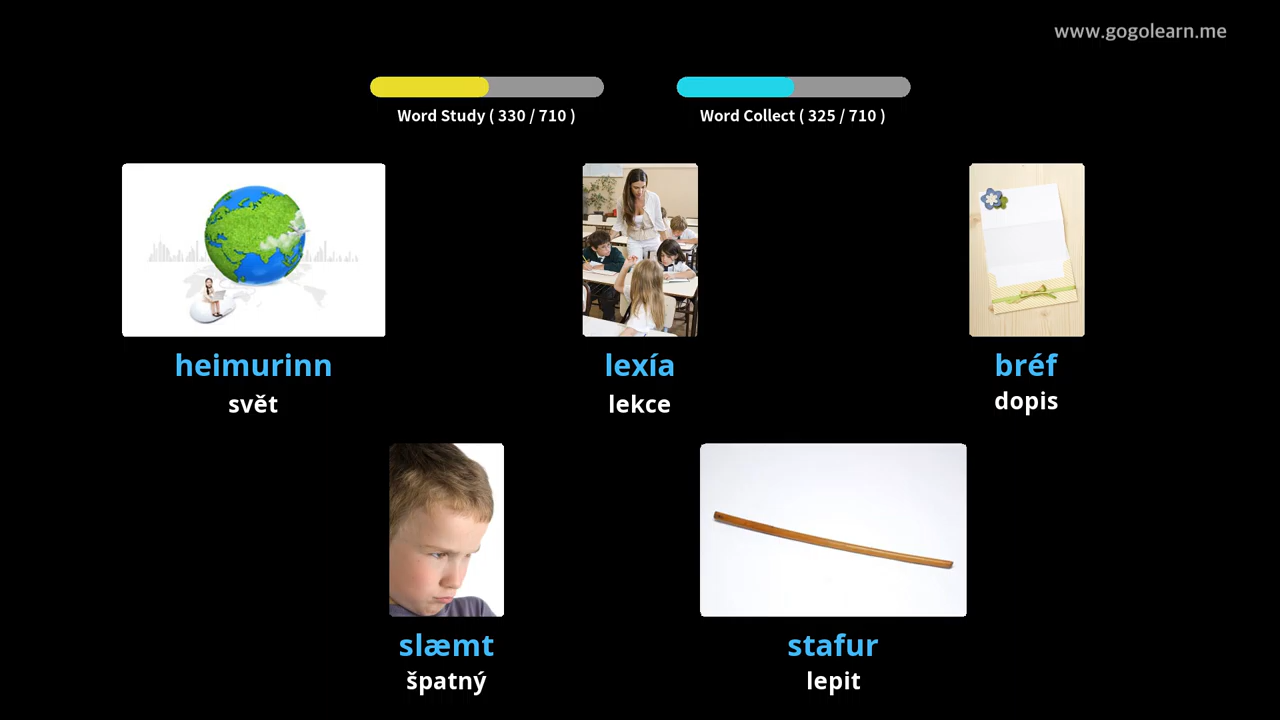 www.gogolearn.me
Word Study ( 330 / 710 )
Word Collect ( 325 / 710 )
heimurinn
svět
lexía
lekce
bréf
dopis
slæmt
špatný
stafur
lepit